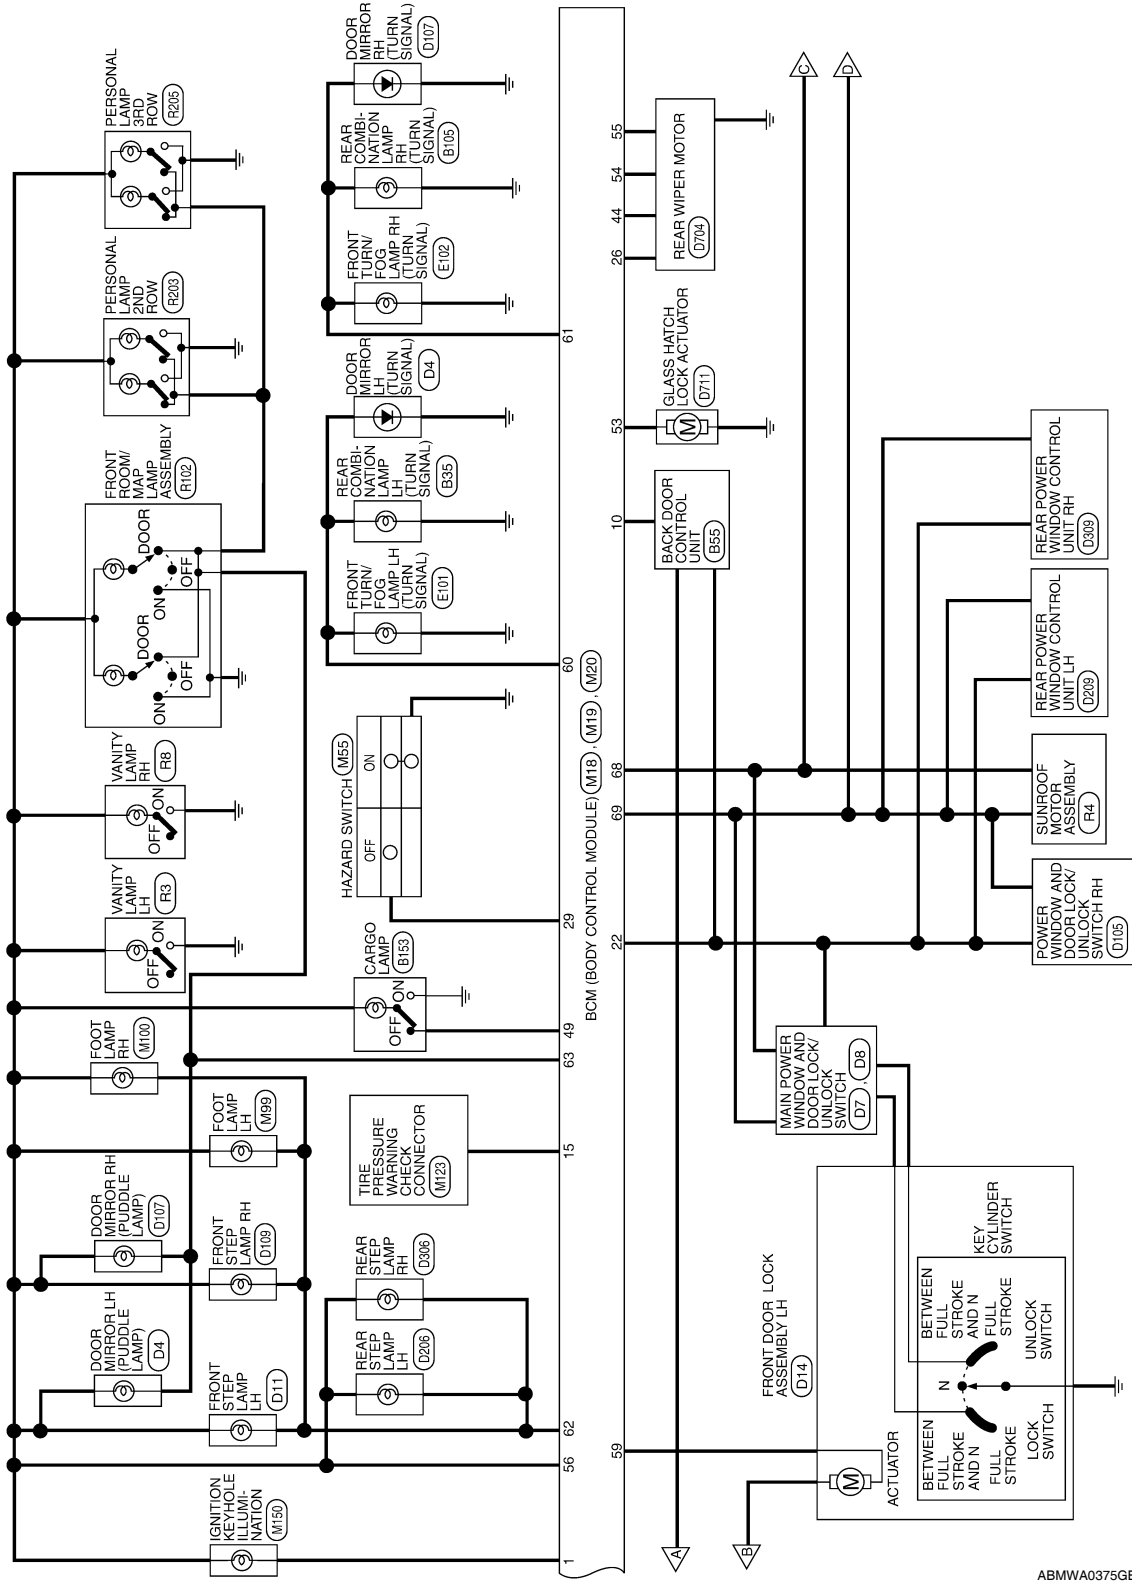 IGNITION
KEYHOLE
ILLUMI-
NATION
M150
DOOR
MIRROR LH
(PUDDLE
LAMP)
D4
FRONT
STEP
LAMP
LH
D11
DOOR
MIRROR RH
(PUDDLE
LAMP)
D107
FRONT
STEP
LAMP RH
D109
FOOT
LAMP
LH
M99
FOOT
LAMP
RH
M100
VANITY
LAMP
LH
R3
OFF
ON
VANITY
LAMP
RH
R8
OFF
ON
FRONT
ROOM/
MAP
LAMP
ASSEMBLY
R102
ON
OFF
DOOR
ON
OFF
DOOR
PERSONAL
LAMP
2ND
ROW
R203
PERSONAL
LAMP
3RD
ROW
R205
REAR
STEP
LAMP
LH
D206
REAR
STEP
LAMP
RH
D306
TIRE
PRESSURE
WARNING
CHECK
CONNECTOR
M123
CARGO
LAMP
B153
OFF
ON
HAZARD SWITCH M55
OFF
ON
FRONT
TURN/
FOG
LAMP LH
(TURN
SIGNAL)
E101
REAR
COMBI-
NATION
LAMP
LH
(TURN
SIGNAL)
B35
DOOR
MIRROR
LH
(TURN
SIGNAL)
D4
FRONT
TURN/
FOG
LAMP RH
(TURN
SIGNAL)
E102
REAR
COMBI-
NATION
LAMP
RH
(TURN
SIGNAL)
B105
DOOR
MIRROR
RH
(TURN
SIGNAL)
D107
1
56
62
15
63
49
29
60
61
BCM (BODY CONTROL MODULE) M18 , M19 , M20
59
22
69
68
10
53
26
44
54
55
A
B
C
D
BACK DOOR
CONTROL
UNIT
B55
GLASS HATCH
LOCK ACTUATOR
D711
M
REAR WIPER MOTOR
D704
MAIN POWER
WINDOW AND
DOOR LOCK/
UNLOCK
SWITCH
D7 , D8
FRONT DOOR LOCK
ASSEMBLY LH
D14
M
ACTUATOR
KEY
CYLINDER
SWITCH
BETWEEN
FULL
STROKE
AND N
FULL
STROKE
LOCK
SWITCH
N
BETWEEN
FULL
STROKE
AND N
FULL
STROKE
UNLOCK
SWITCH
POWER
WINDOW AND
DOOR LOCK/
UNLOCK
SWITCH RH
D105
SUNROOF
MOTOR
ASSEMBLY
R4
REAR POWER
WINDOW CONTROL
UNIT LH
D209
REAR POWER
WINDOW CONTROL
UNIT RH
D309
ABMWA0375GE